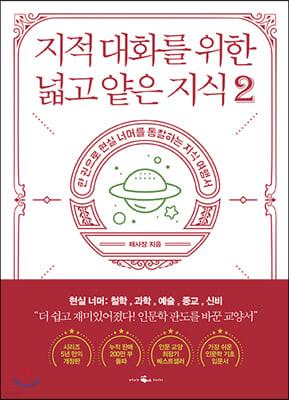 지적 대화를 위한
넓고 얕은 지식 2
한 권으로 현실 너머를 통찰하는 지식 여행서
채사장 지음
현실 너머: 철학, 과학, 예술, 종교, 신비
“더 쉽고 재미있어졌다! 인문학 판도를 바꾼 교양서”
시리즈 누적 판매 인문 교양 가장 쉬운
5년 만의 200만 부 최장기 인문학 기초
개정판 돌파 베스트셀러 입문서
whale books